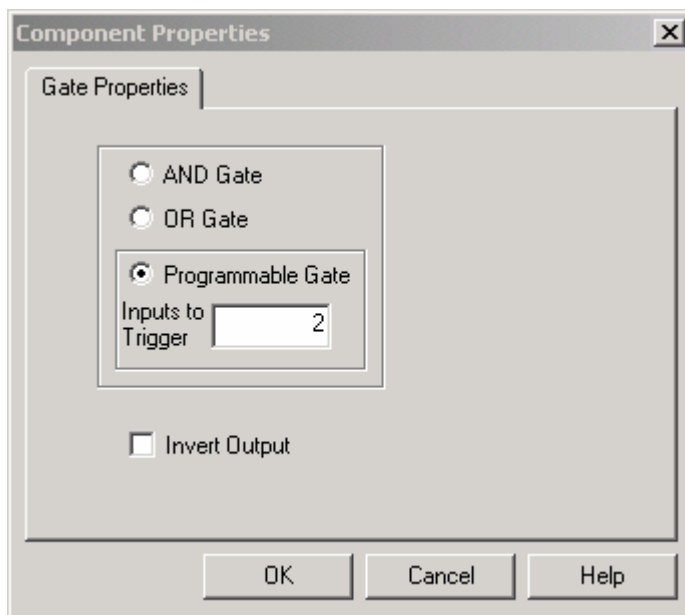 Component Properties
Gate Properties
AND Gate
OR Gate
Programmable Gate
Inputs to
Trigger
2
Invert Output
OK
Cancel
Help